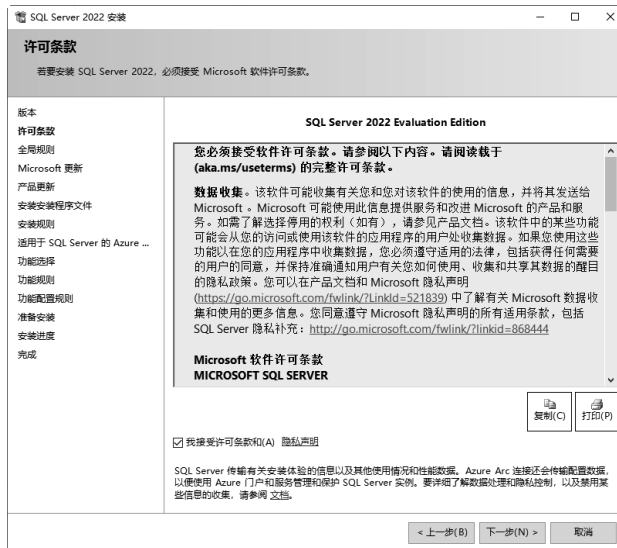 SQL Server 2022 安装
许可条款
若要安装 SQL Server 2022，必须接受 Microsoft 软件许可条款。
版本
许可条款
全局规则
Microsoft 更新
产品更新
安装安装程序文件
安装规则
适用于 SQL Server 的 Azure ...
功能选择
功能规则
功能配置规则
准备安装
安装进度
完成
SQL Server 2022 Evaluation Edition
您必须接受软件许可条款。请参阅以下内容。请阅读载于
(aka.ms/useterms) 的完整许可条款。
数据收集。该软件可能收集有关您和您对该软件的使用的信息，并将其发送给
Microsoft。Microsoft 可能使用此信息提供服务和改进 Microsoft 的产品和服
务。如需了解选择停用的权利（如有），请参见产品文档。该软件中的某些功能
可能会从您的访问或使用该软件的应用程序的用户处收集数据。如果您使用这些
功能以在您的应用程序中收集数据，您必须遵守适用的法律，包括获得任何需要
的用户的同意，并保持准确通知用户有关您如何使用、收集和共享其数据的醒目
的隐私政策。您可以在产品文档和 Microsoft 隐私声明
(https://go.microsoft.com/fwlink/?LinkId=521839) 中了解有关 Microsoft 数据收
集和使用的更多信息。您同意遵守 Microsoft 隐私声明的所有适用条款，包括
SQL Server 隐私补充：http://go.microsoft.com/fwlink/?linkid=868444
Microsoft 软件许可条款
MICROSOFT SQL SERVER
复制(C)
打印(P)
我接受许可条款和(A) 隐私声明
SQL Server 传输有关安装体验的信息以及其他使用情况和性能数据。Azure Arc 连接还会传输配置数据，
以便使用 Azure 门户和服务管理和保护 SQL Server 实例。要详细了解数据处理和隐私控制，以及禁用某
些信息的收集，请参阅 文档。
< 上一步(B)
下一步(N) >
取消